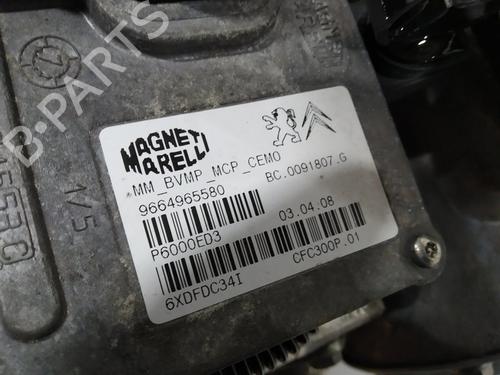 MAGNETI
MARELLI
MM_BVMP_MCP_CEMO
9664965580
BC.0091807.G
P6000ED3
03.04.08
6XDFDC34I
CFC300P.01
1/5
B-PARTS